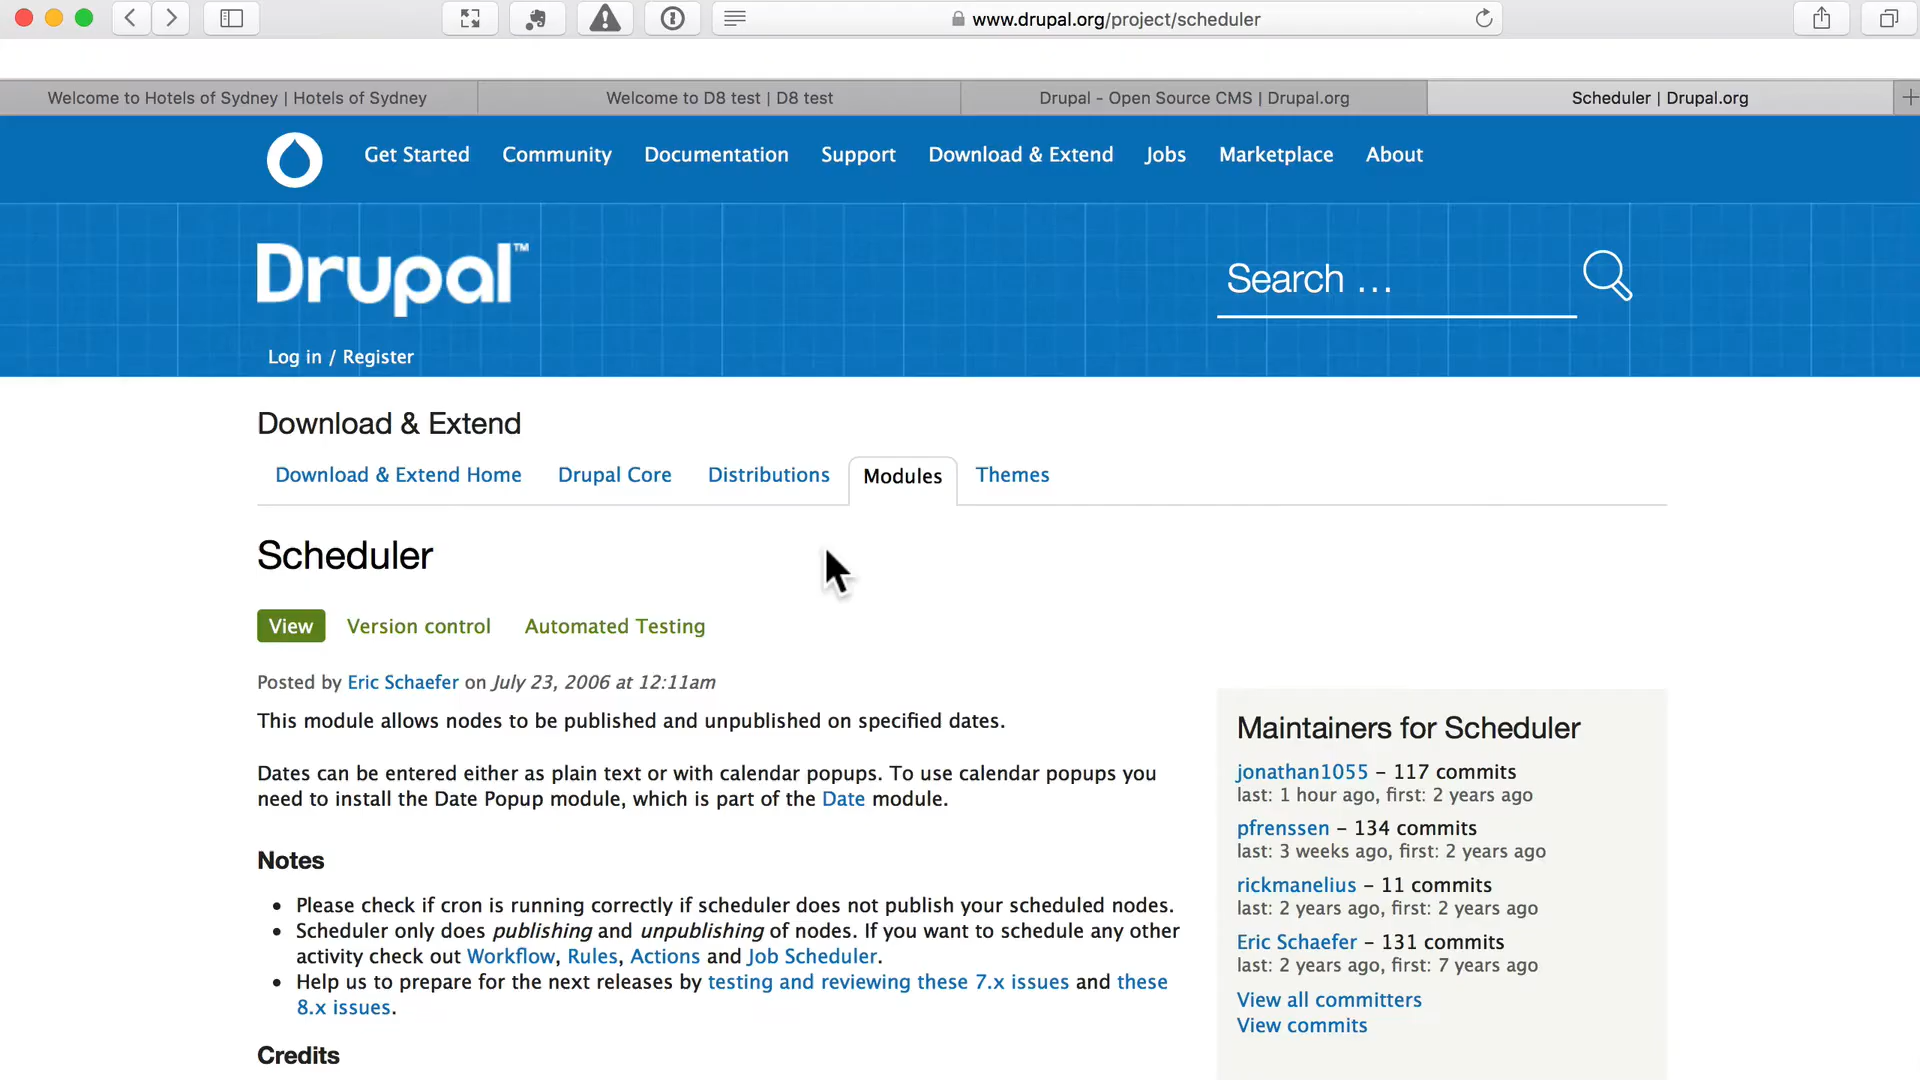 www.drupal.org/project/scheduler
Welcome to Hotels of Sydney | Hotels of Sydney
Welcome to D8 test | D8 test
Drupal - Open Source CMS | Drupal.org
Scheduler | Drupal.org
Get Started
Community
Documentation
Support
Download & Extend
Jobs
Marketplace
About
Drupal™
Search ...
Log in / Register
Download & Extend
Download & Extend Home
Drupal Core
Distributions
Modules
Themes
Scheduler
View
Version control
Automated Testing
Posted by Eric Schaefer on July 23, 2006 at 12:11am
This module allows nodes to be published and unpublished on specified dates.
Dates can be entered either as plain text or with calendar popups. To use calendar popups you
need to install the Date Popup module, which is part of the Date module.
Notes
• Please check if cron is running correctly if scheduler does not publish your scheduled nodes.
• Scheduler only does publishing and unpublishing of nodes. If you want to schedule any other
activity check out Workflow, Rules, Actions and Job Scheduler.
• Help us to prepare for the next releases by testing and reviewing these 7.x issues and these
8.x issues.
Credits
Maintainers for Scheduler
jonathan1055 – 117 commits
last: 1 hour ago, first: 2 years ago
pfrenssen – 134 commits
last: 3 weeks ago, first: 2 years ago
rickmanelius – 11 commits
last: 2 years ago, first: 2 years ago
Eric Schaefer – 131 commits
last: 2 years ago, first: 7 years ago
View all committers
View commits